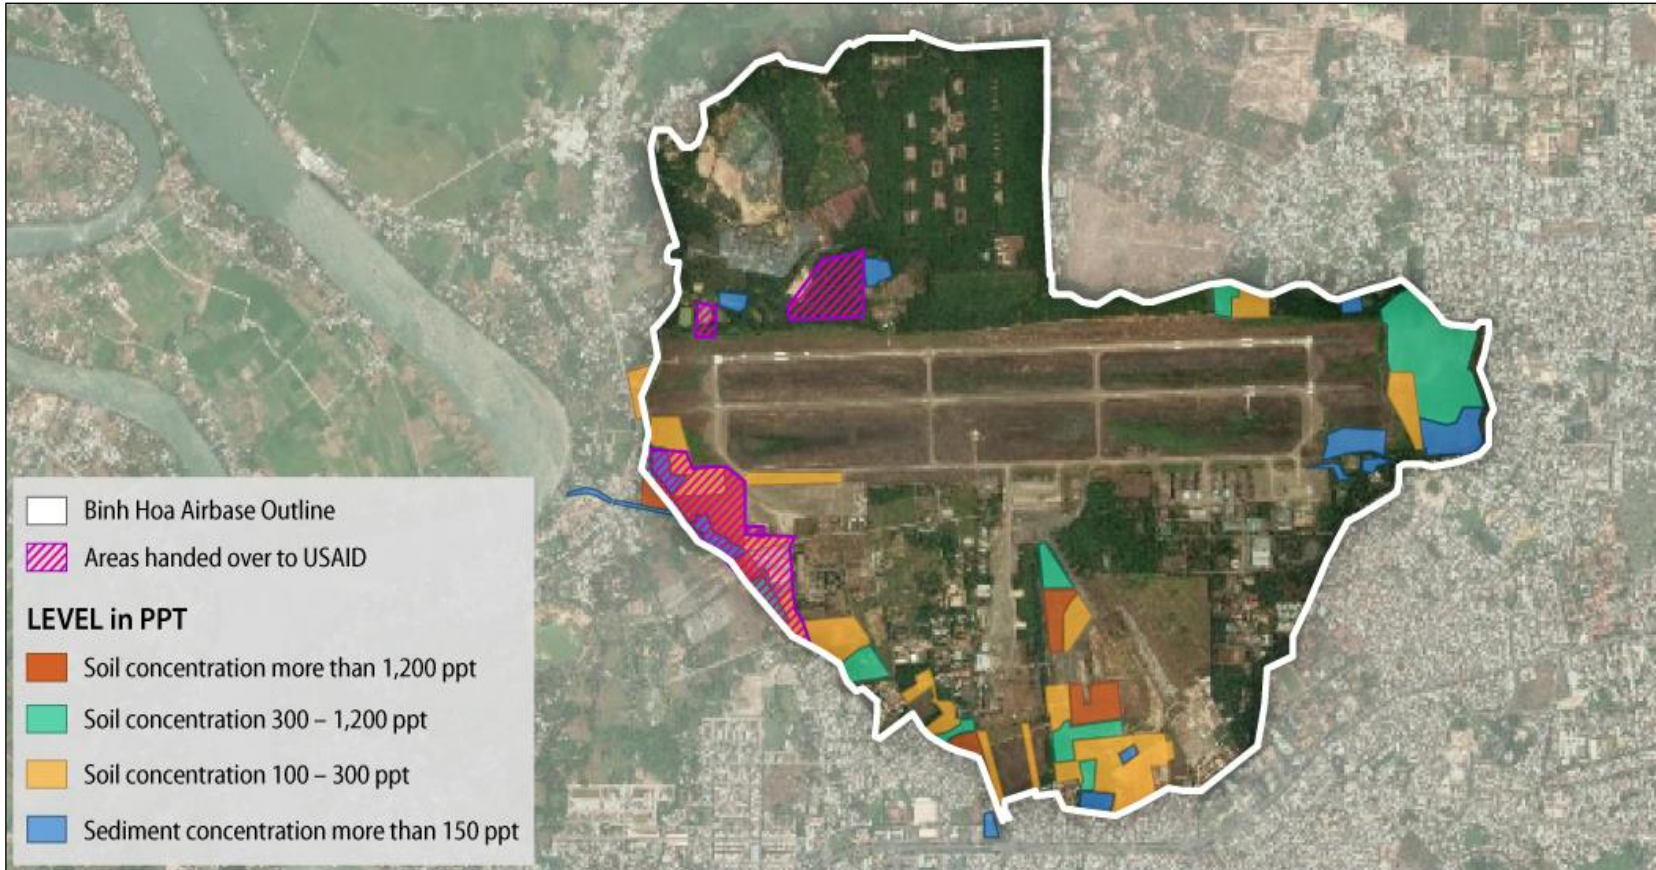 Binh Hoa Airbase Outline
Areas handed over to USAID
LEVEL in PPT
Soil concentration more than 1,200 ppt
Soil concentration 300 – 1,200 ppt
Soil concentration 100 – 300 ppt
Sediment concentration more than 150 ppt